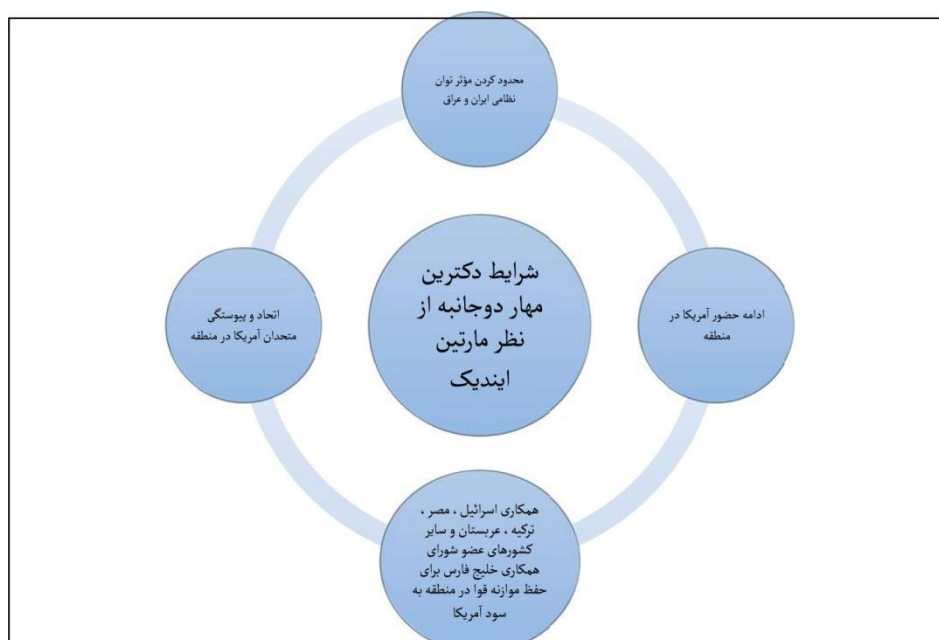 محدود کردن مؤثر توان
نظامی ایران و عراق
شرایط دکترین
مهار دوجانبه از
نظر مارتین
ایندیک
ادامه حضور آمریکا در
منطقه
اتحاد و پیوستگی
متحدان آمریکا در منطقه
همکاری اسرائیل ، مصر ،
ترکیه ، عربستان و سایر
کشورهای عضو شورای
همکاری خلیج فارس برای
حفظ موازنه قوا در منطقه به
سود آمریکا